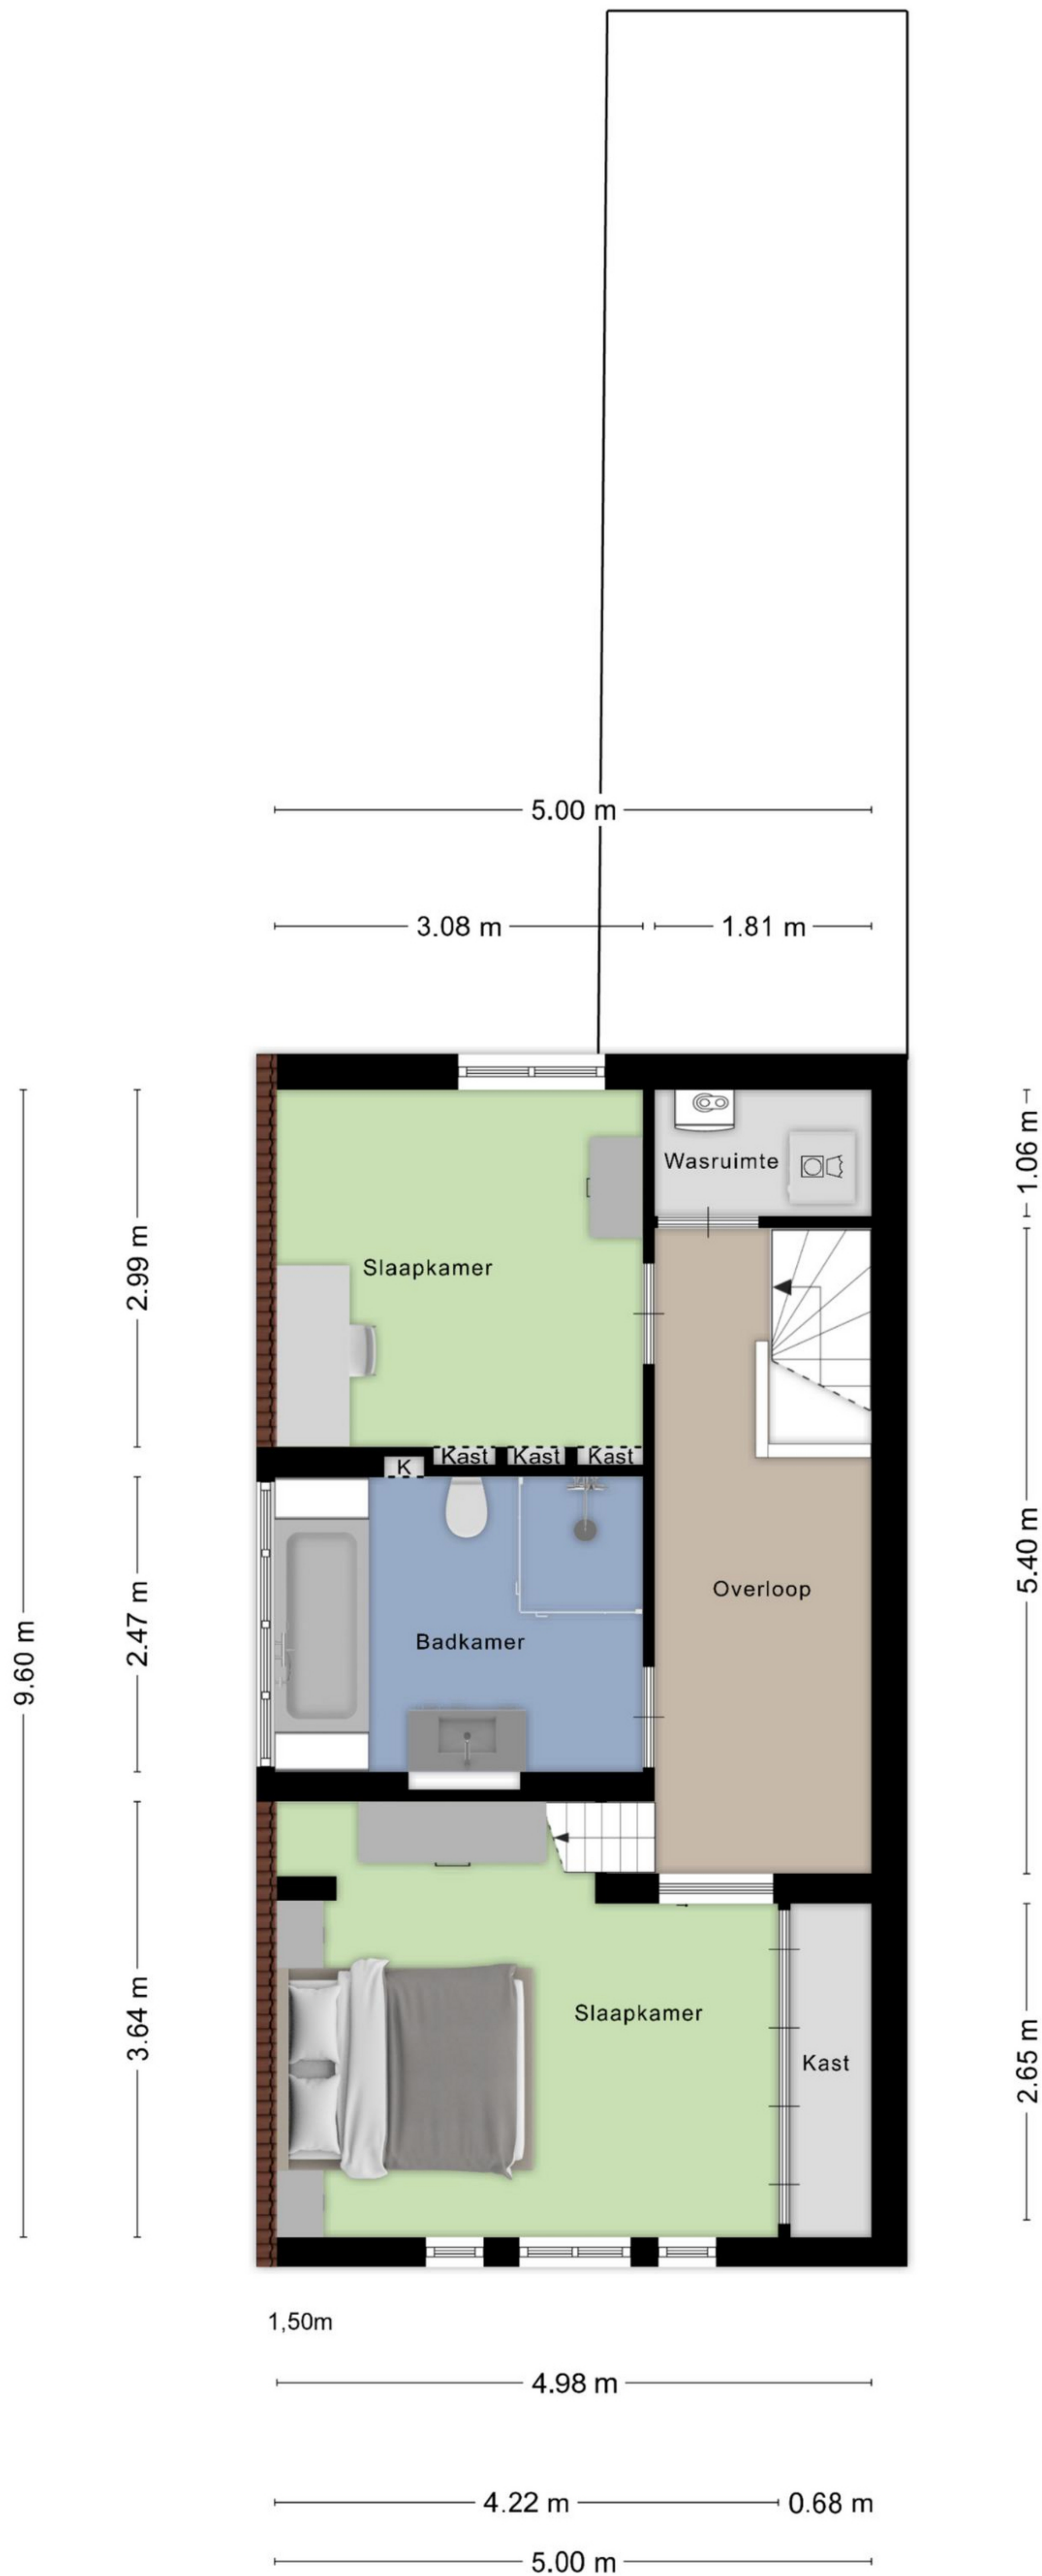 5.00 m
3.08 m
1.81 m
Wasruimte
1.06 m
2.99 m
Slaapkamer
Kast
Kast
Kast
K
5.40 m
Overloop
2.47 m
Badkamer
9.60 m
3.64 m
Slaapkamer
Kast
2.65 m
1,50m
4.98 m
4.22 m
0.68 m
5.00 m